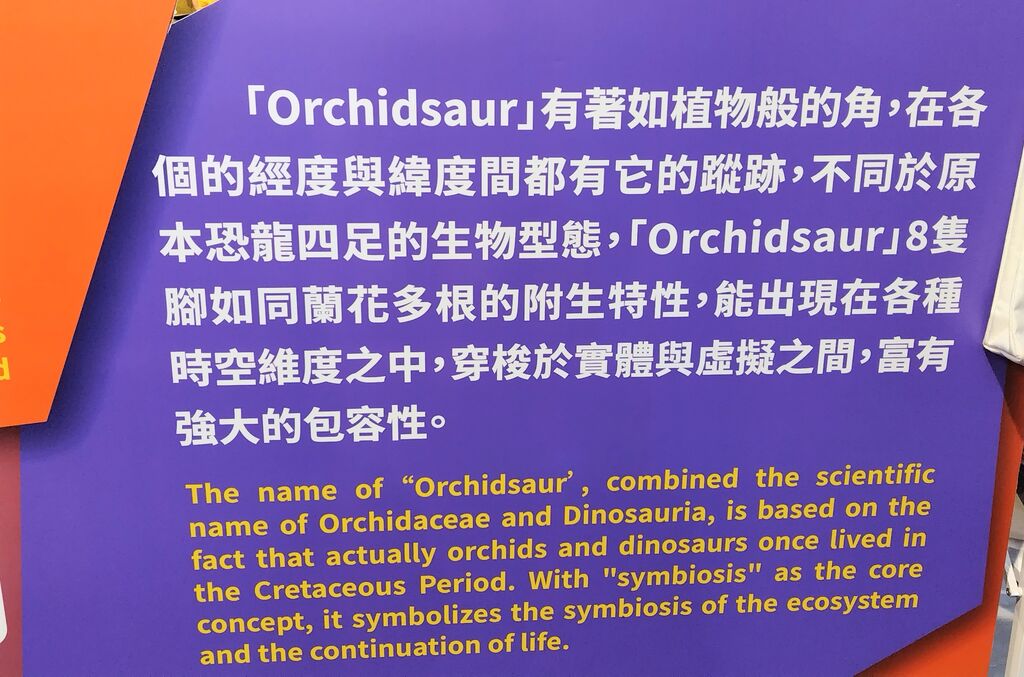 「Orchidsaur」有著如植物般的角，在各
個的經度與緯度間都有它的蹤跡，不同於原
本恐龍四足的生物型態，「Orchidsaur」8隻
腳如同蘭花多根的附生特性，能出現在各種
時空維度之中，穿梭於實體與虛擬之間，富有
強大的包容性。
The name of “Orchidsaur’, combined the scientific
name of Orchidaceae and Dinosauria, is based on the
fact that actually orchids and dinosaurs once lived in
the Cretaceous Period. With "symbiosis" as the core
concept, it symbolizes the symbiosis of the ecosystem
and the continuation of life.